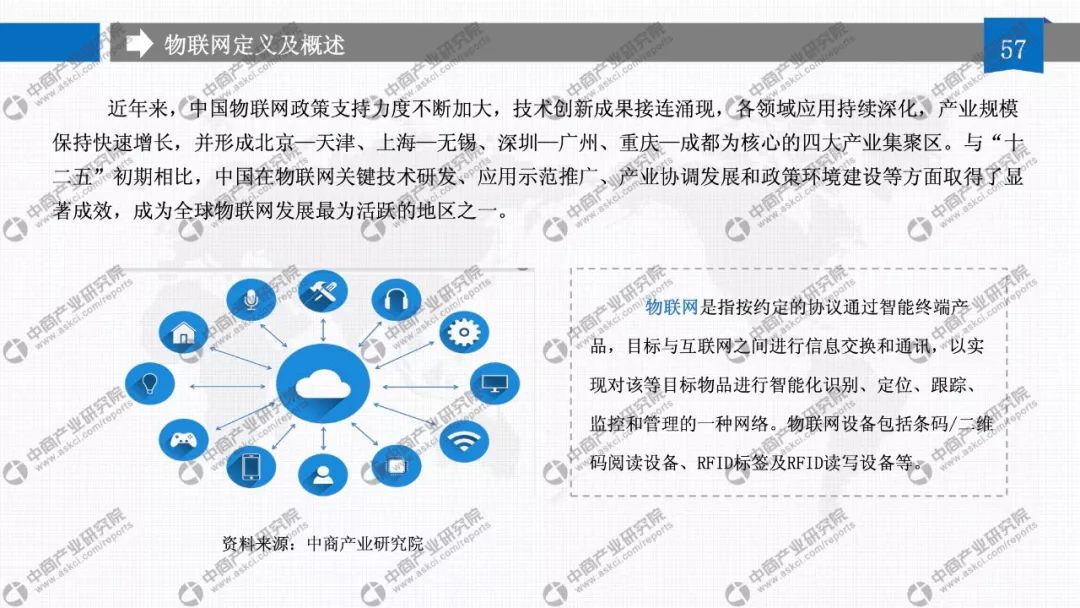 物联网定义及概述
57
近年来，中国物联网政策支持力度不断加大，技术创新成果接连涌现，各领域应用持续深化，产业规模
保持快速增长，并形成北京—天津、上海—无锡、深圳—广州、重庆—成都为核心的四大产业集聚区。与“十
二五”初期相比，中国在物联网关键技术研发、应用示范推广、产业协调发展和政策环境建设等方面取得了显
著成效，成为全球物联网发展最为活跃的地区之一。
物联网是指按约定的协议通过智能终端产
品，目标与互联网之间进行信息交换和通讯，以实
现对该等目标物品进行智能化识别、定位、跟踪、
监控和管理的一种网络。物联网设备包括条码/二维
码阅读设备、RFID标签及RFID读写设备等。
资料来源：中商产业研究院
中商产业研究院
www.askci.com/reports